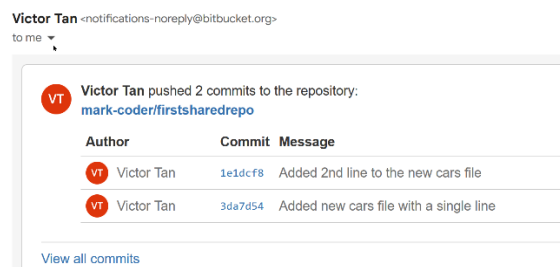 Victor Tan <notifications-noreply@bitbucket.org>
to me
VT Victor Tan pushed 2 commits to the repository:
mark-coder/firstsharedrepo
Author Commit Message
VT Victor Tan 1e1dcf8 Added 2nd line to the new cars file
VT Victor Tan 3da7d54 Added new cars file with a single line
View all commits